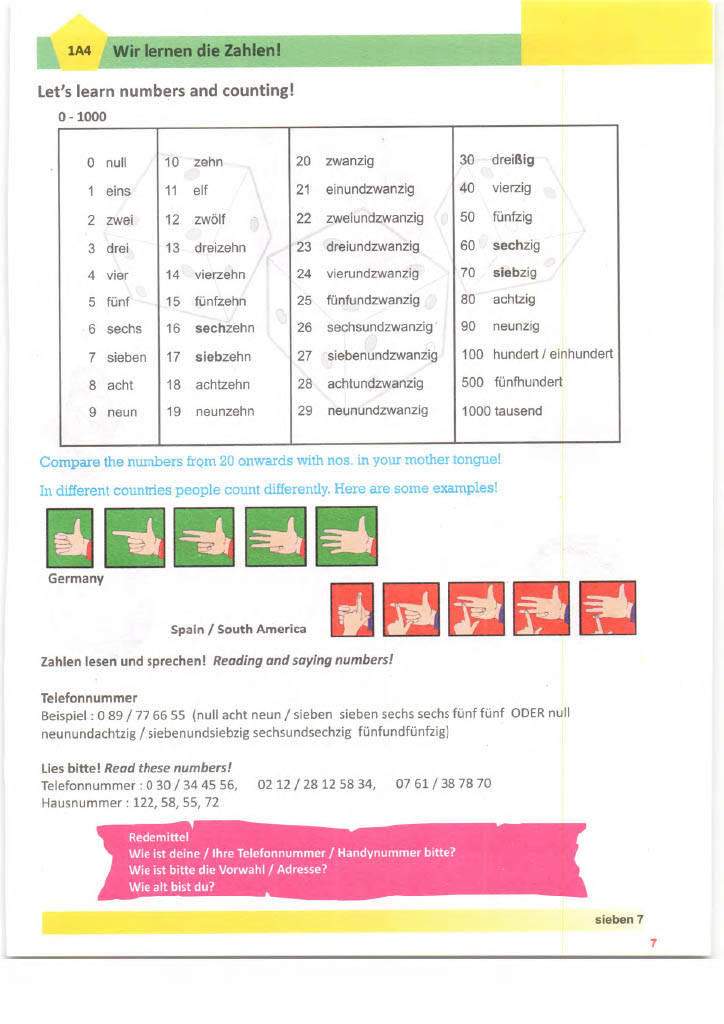 1A4 Wir lernen die Zahlen!
Let's learn numbers and counting!
0 - 1000
0 null 10 zehn 20 zwanzig 30 dreißig
1 eins 11 elf 21 einundzwanzig 40 vierzig
2 zwei 12 zwölf 22 zweiundzwanzig 50 fünfzig
3 drei 13 dreizehn 23 dreiundzwanzig 60 sechzig
4 vier 14 vierzehn 24 vierundzwanzig 70 siebzig
5 fünf 15 fünfzehn 25 fünfundzwanzig 80 achtzig
6 sechs 16 sechzehn 26 sechsundzwanzig 90 neunzig
7 sieben 17 siebzehn 27 siebenundzwanzig 100 hundert / einhundert
8 acht 18 achtzehn 28 achtundzwanzig 500 fünfhundert
9 neun 19 neunzehn 29 neunundzwanzig 1000 tausend
Compare the numbers from 20 onwards with nos. in your mother tongue!
In different countries people count differently. Here are some examples!
Germany
Spain / South America
Zahlen lesen und sprechen! Reading and saying numbers!
Telefonnummer
Beispiel : 0 89 / 77 66 55 (null acht neun / sieben sieben sechs sechs fünf fünf ODER null
neunundachtzig / siebenundsiebzig sechsundsechzig fünfundfünfzig)
Lies bitte! Read these numbers!
Telefonnummer : 0 30 / 34 45 56, 02 12 / 28 12 58 34, 07 61 / 38 78 70
Hausnummer : 122, 58, 55, 72
Redemittel
Wie ist deine / Ihre Telefonnummer / Handynummer bitte?
Wie ist bitte die Vorwahl / Adresse?
Wie alt bist du?
sieben 7
7